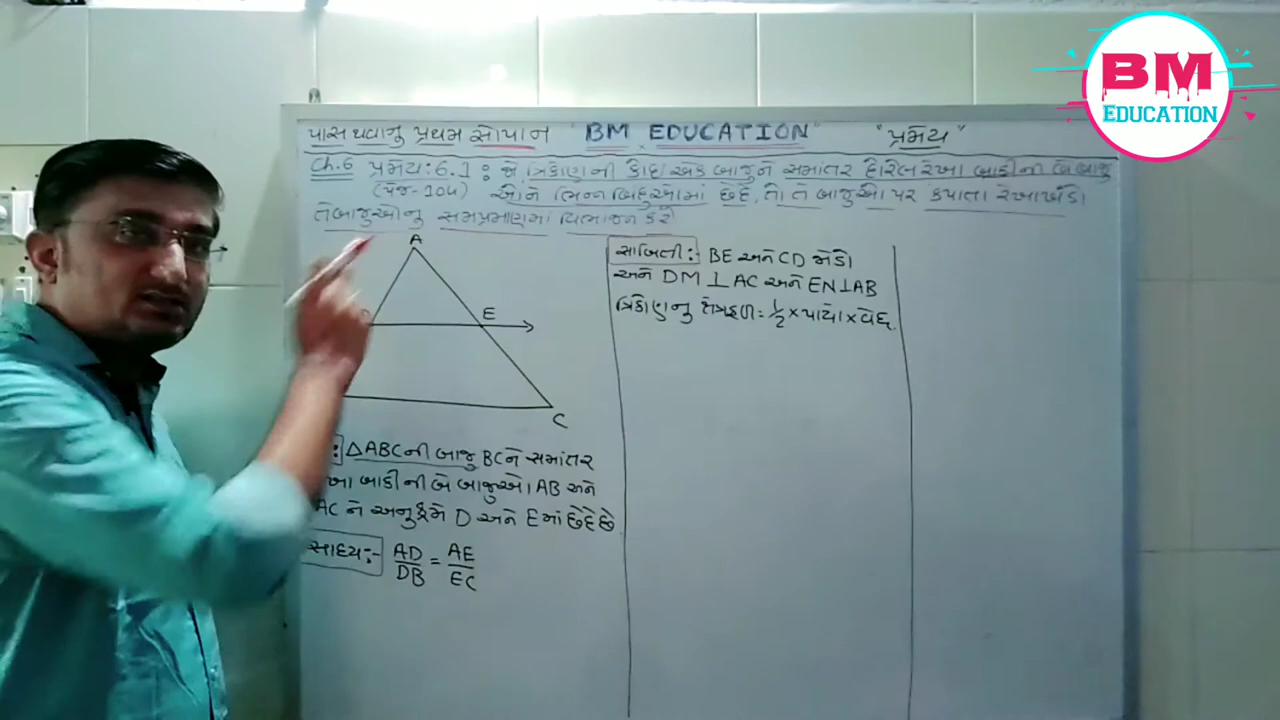 પાસ થવાનુ પ્રથમ સોપાન "BM EDUCATION" "પ્રમેય"
Ch.6 પ્રમેય:6.1 : જો ત્રિકોણની કોઇ એક બાજુને સમાંતર દોરેલ રેખા બાકીની બે બાજુ
(પેજ-104) ઓને ભિન્ન બિંદુઓમાં છેદે, તો તે બાજુઓ પર કપાતા રેખાખંડો
તે બાજુઓનુ સમપ્રમાણમાં વિભાજન કરે
A
E
C
: △ABCની બાજુ BCને સમાંતર
ખા બાકીની બે બાજુઓ AB અને
AC ને અનુક્રમે D અને E માં છેદે છે
સાધ્ય:- AD/DB = AE/EC
સાબિતી: BE અને CD જોડો
અને DM ⊥ AC અને EN ⊥ AB
ત્રિકોણનુ ક્ષેત્રફળ = 1/2 × પાયો × વેધ
BM
EDUCATION